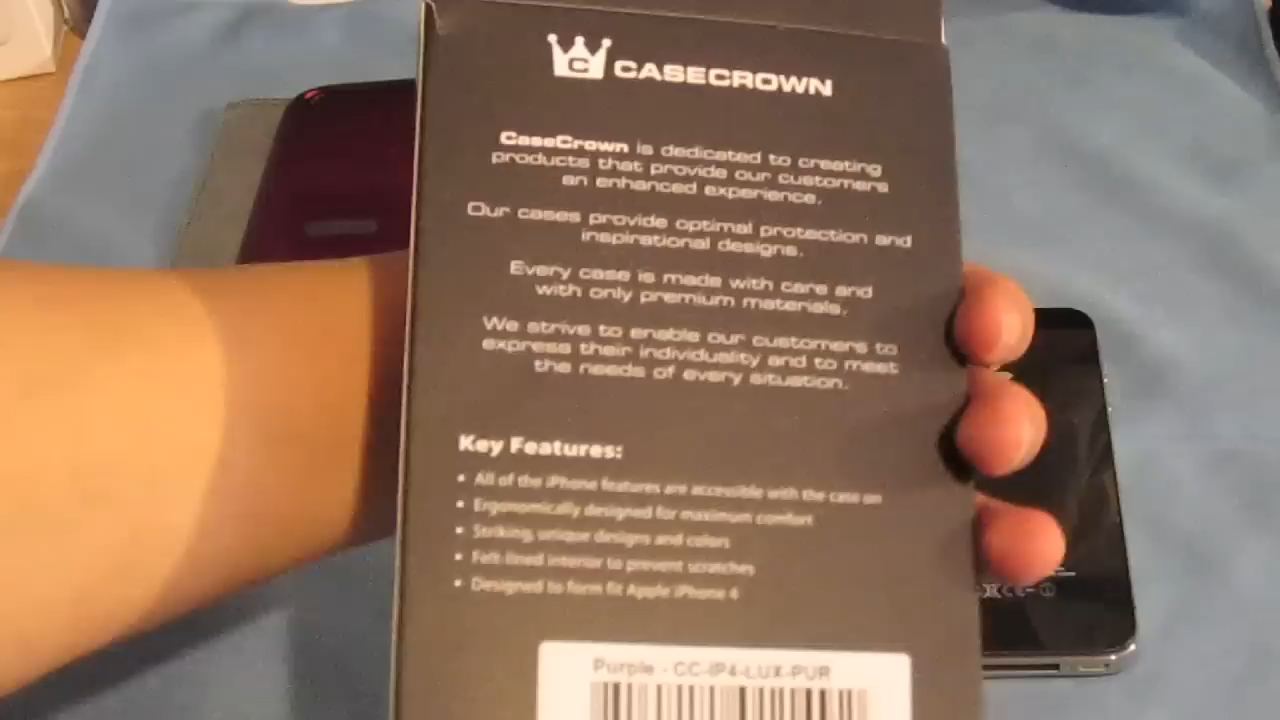 C CASECROWN
CaseCrown is dedicated to creating
products that provide our customers
an enhanced experience.
Our cases provide optimal protection and
inspirational designs.
Every case is made with care and
with only premium materials.
We strive to enable our customers to
express their individuality and to meet
the needs of every situation.
Key Features:
• All of the iPhone features are accessible with the case on
• Ergonomically designed for maximum comfort
• Striking, unique designs and colors
• Felt-lined interior to prevent scratches
• Designed to form fit Apple iPhone 4
Purple - CC-IP4-LUX-PUR